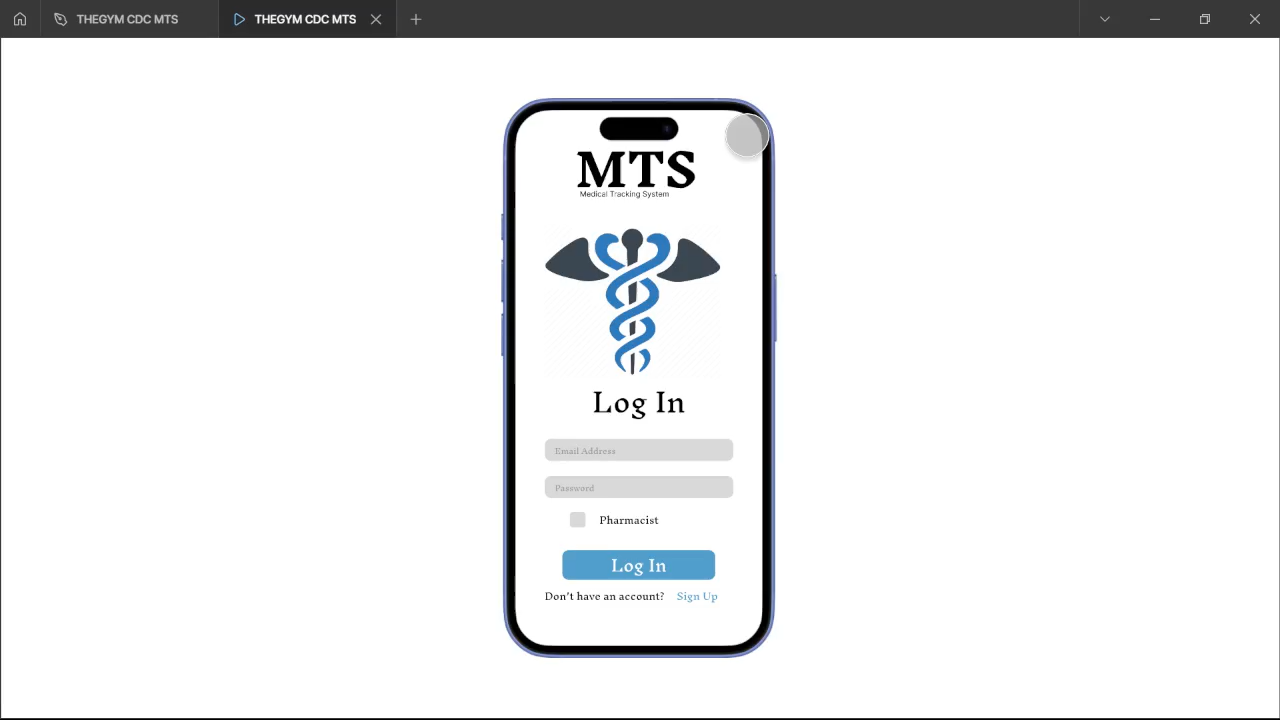 THEGYM CDC MTS
THEGYM CDC MTS
MTS
Medical Tracking System
Log In
Email Address
Password
Pharmacist
Log In
Don't have an account? Sign Up